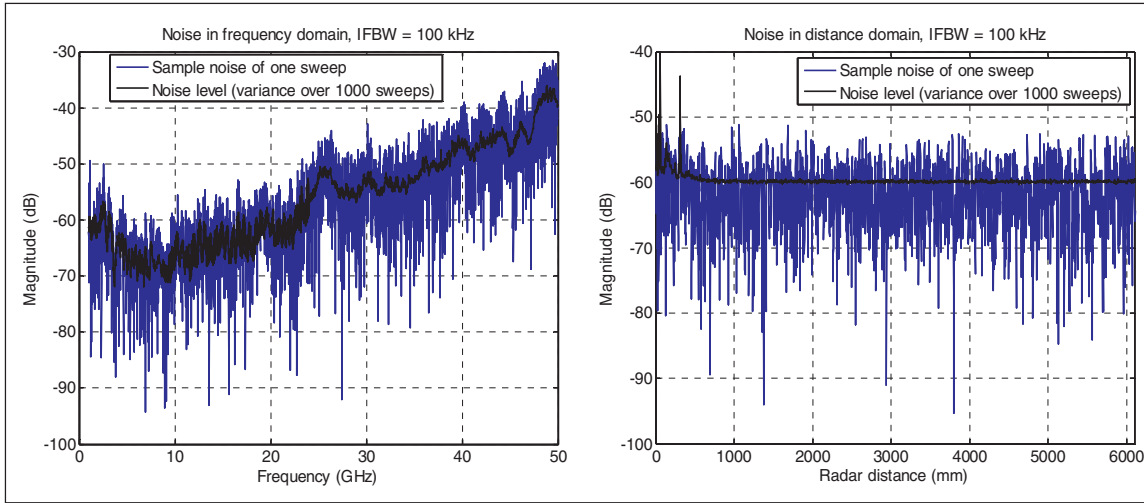 Noise in frequency domain, IFBW = 100 kHz
Sample noise of one sweep
Noise level (variance over 1000 sweeps)
Magnitude (dB)
-30
-40
-50
-60
-70
-80
-90
-100
0
10
20
30
40
50
Frequency (GHz)
Noise in distance domain, IFBW = 100 kHz
Sample noise of one sweep
Noise level (variance over 1000 sweeps)
Magnitude (dB)
-40
-50
-60
-70
-80
-90
-100
0
1000
2000
3000
4000
5000
6000
Radar distance (mm)